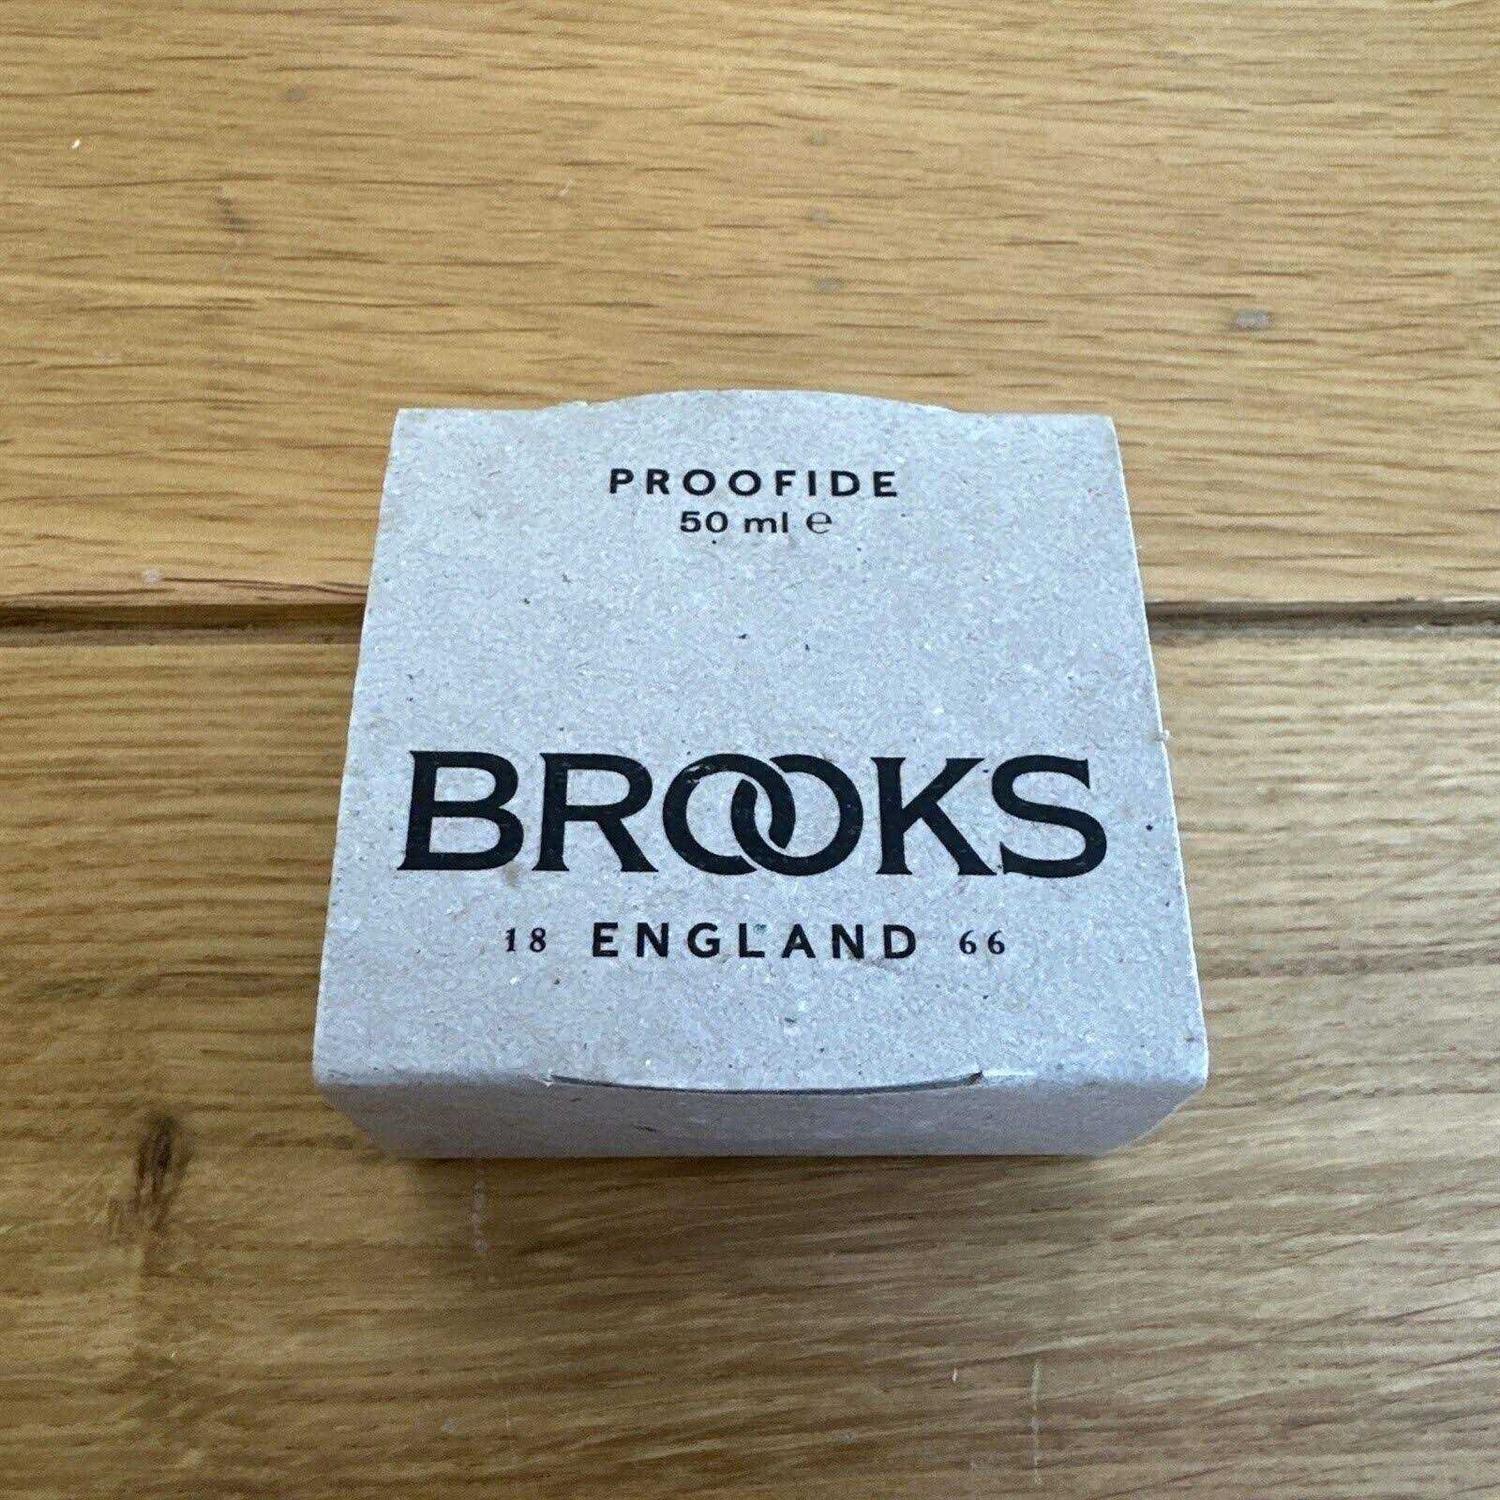 PROOFIDE
50 ml ℮
BROOKS
18 ENGLAND 66